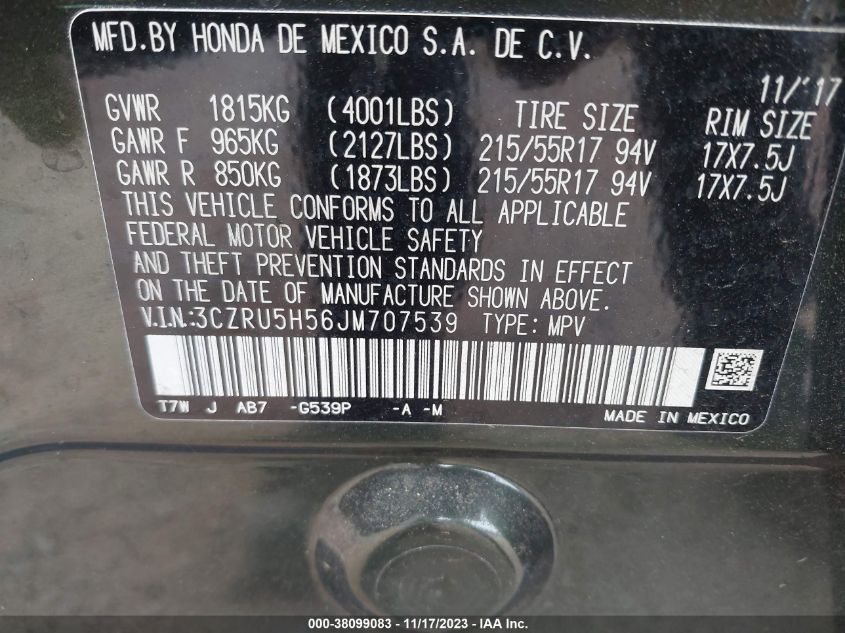 MFD.BY HONDA DE MEXICO S.A. DE C.V.
11/'17
GVWR 1815KG (4001LBS) TIRE SIZE RIM SIZE
GAWR F 965KG (2127LBS) 215/55R17 94V 17X7.5J
GAWR R 850KG (1873LBS) 215/55R17 94V 17X7.5J
THIS VEHICLE CONFORMS TO ALL APPLICABLE
FEDERAL MOTOR VEHICLE SAFETY
AND THEFT PREVENTION STANDARDS IN EFFECT
ON THE DATE OF MANUFACTURE SHOWN ABOVE.
V.I.N.:3CZRU5H56JM707539 TYPE: MPV
T7W J AB7 -G539P -A -M
MADE IN MEXICO
000-38099083 - 11/17/2023 - IAA Inc.